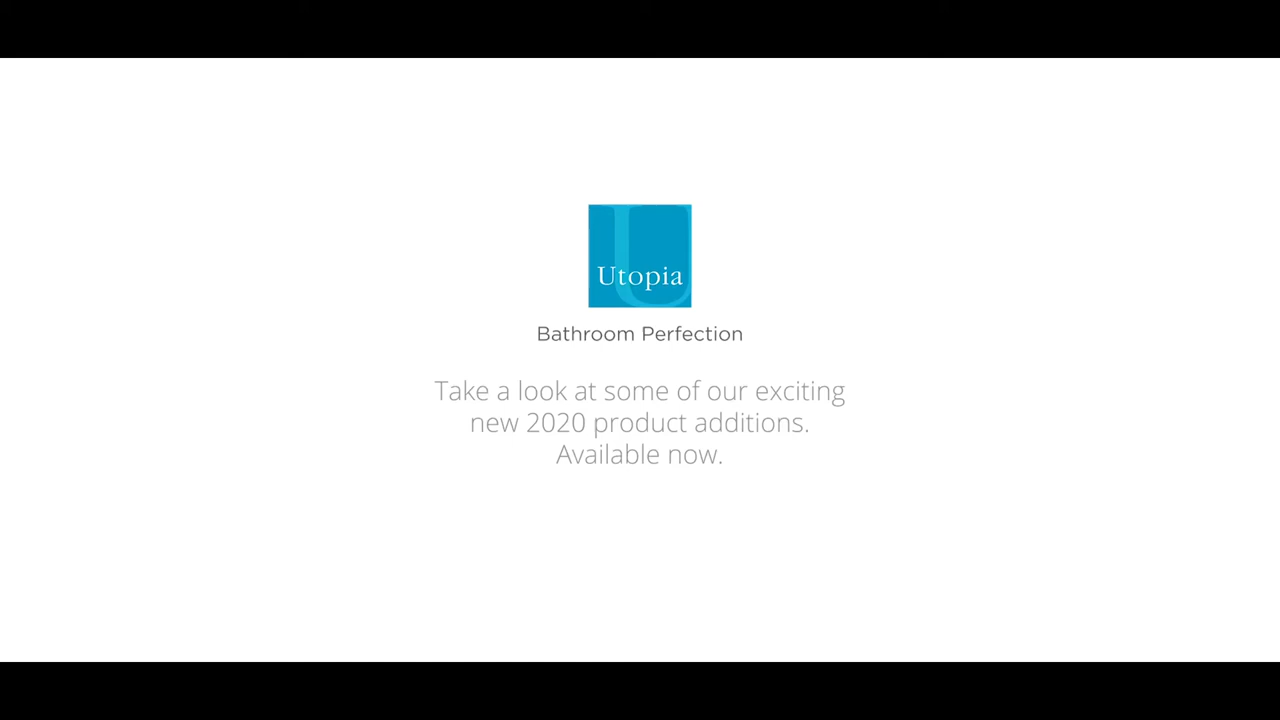 Utopia
Bathroom Perfection
Take a look at some of our exciting
new 2020 product additions.
Available now.